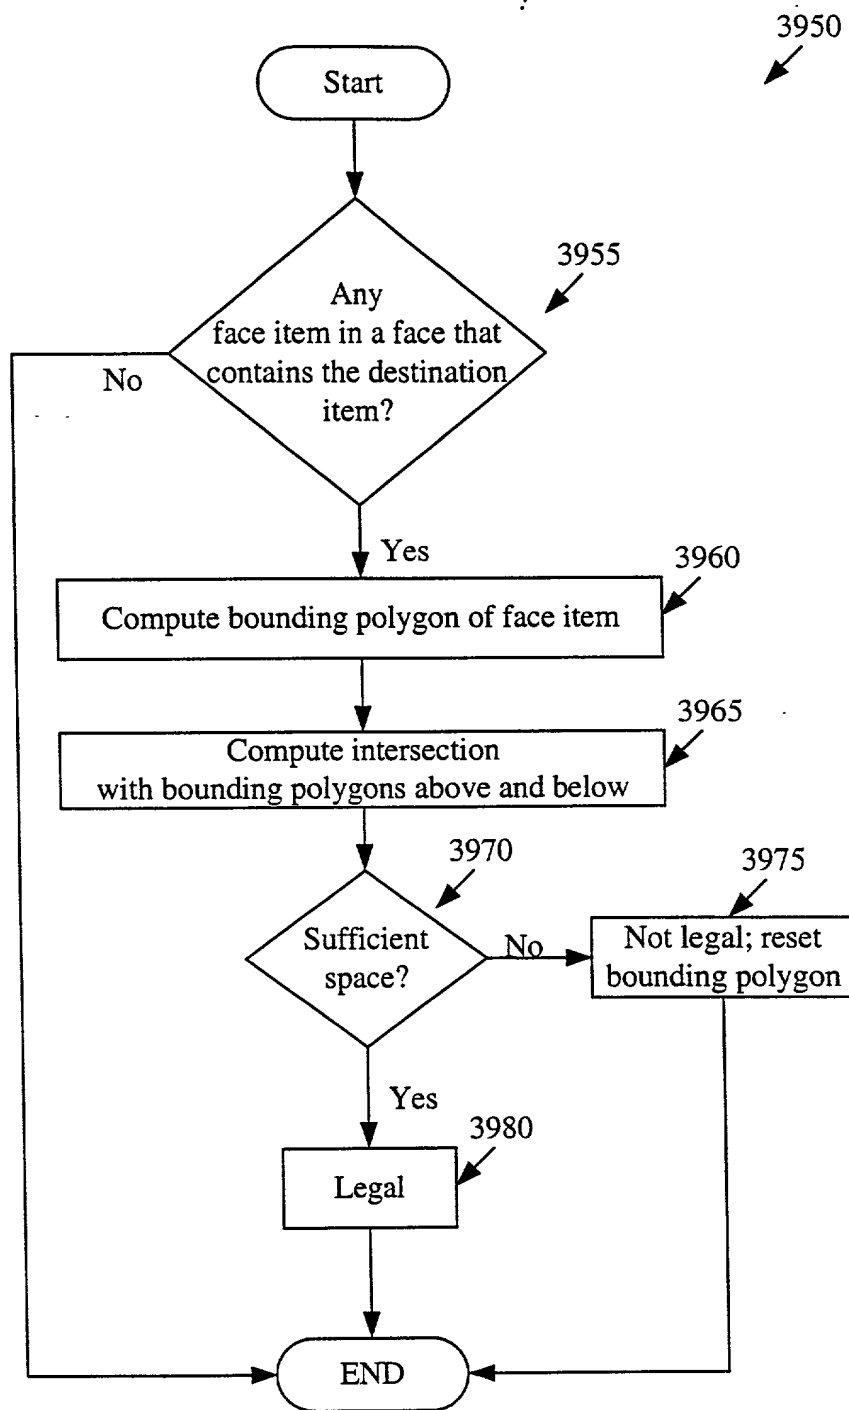 3950
Start
3955
Any
face item in a face that
contains the destination
item?
No
Yes
3960
Compute bounding polygon of face item
3965
Compute intersection
with bounding polygons above and below
3970
Sufficient
space?
No
3975
Not legal; reset
bounding polygon
Yes
3980
Legal
END